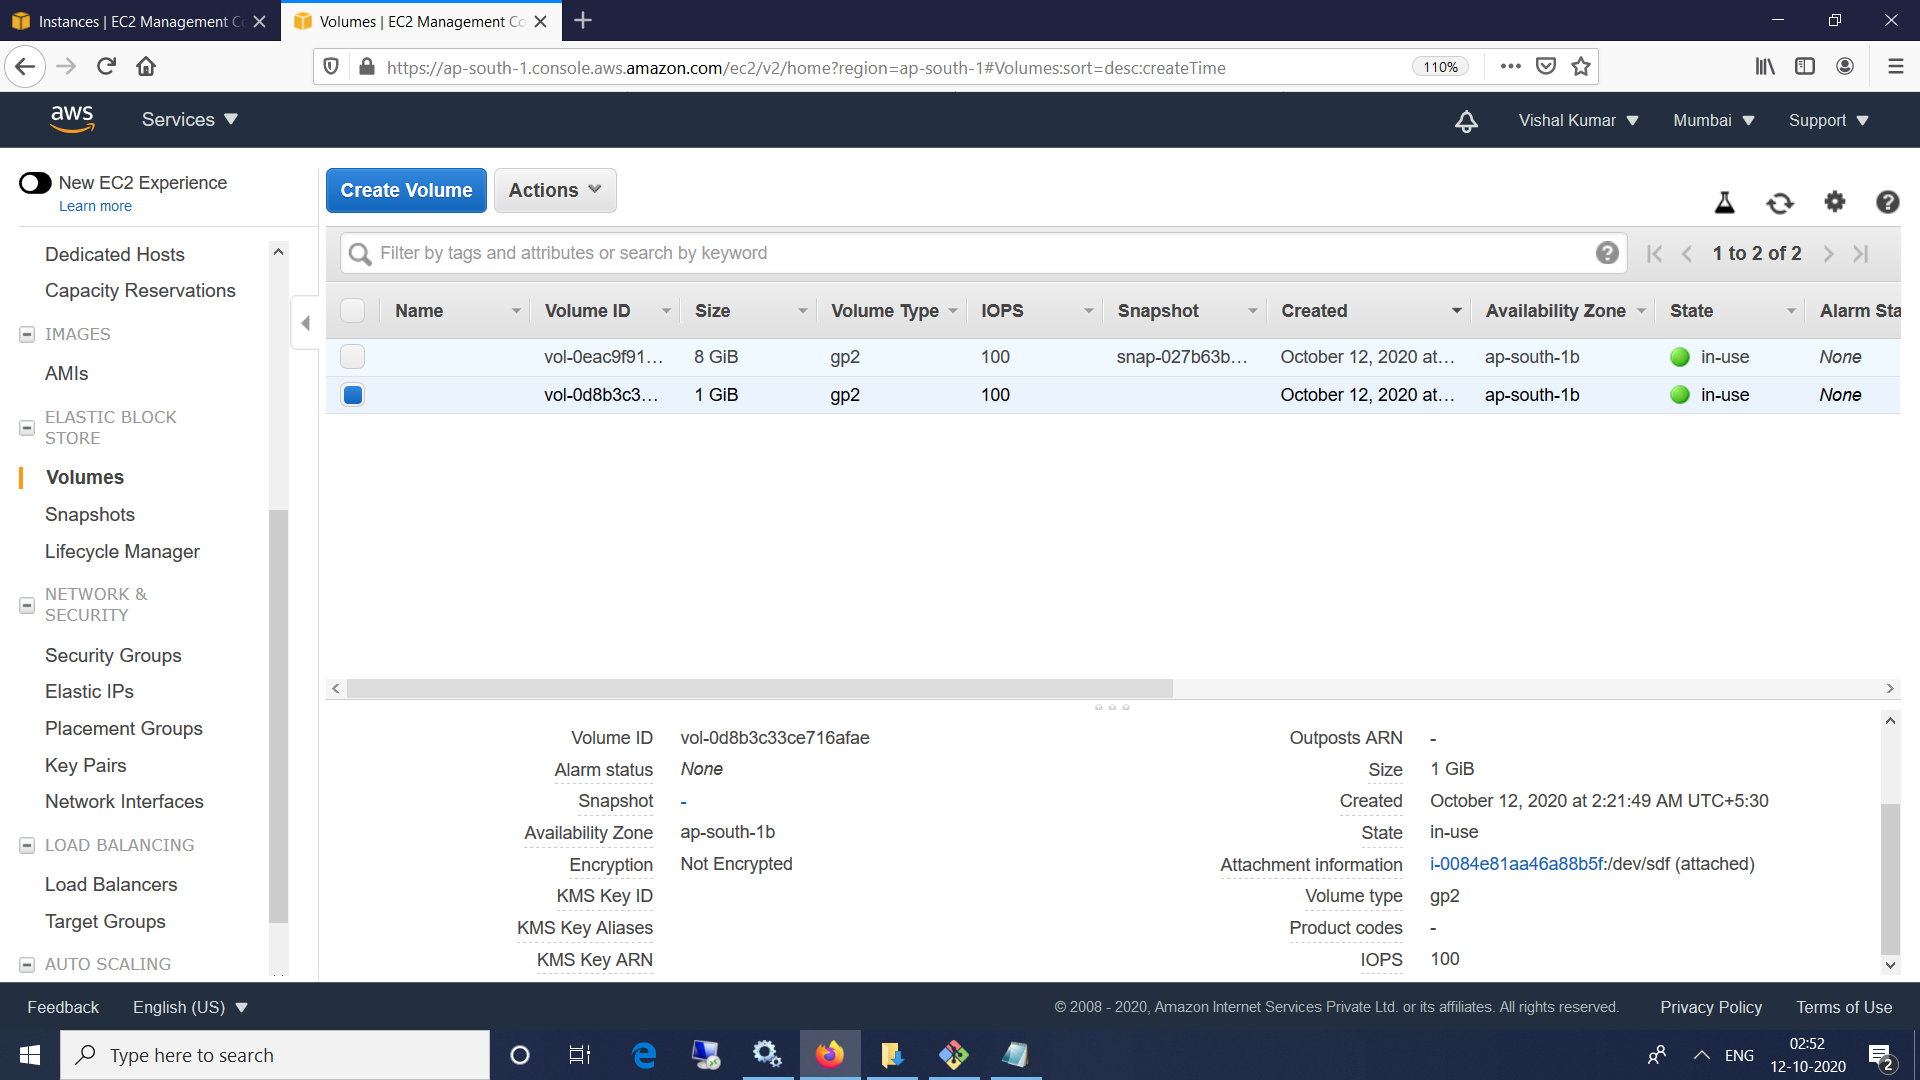 Instances | EC2 Management Co
Volumes | EC2 Management Co
https://ap-south-1.console.aws.amazon.com/ec2/v2/home?region=ap-south-1#Volumes:sort=desc:createTime
110%
aws
Services
Vishal Kumar
Mumbai
Support
New EC2 Experience
Learn more
Dedicated Hosts
Capacity Reservations
IMAGES
AMIs
ELASTIC BLOCK
STORE
Volumes
Snapshots
Lifecycle Manager
NETWORK &
SECURITY
Security Groups
Elastic IPs
Placement Groups
Key Pairs
Network Interfaces
LOAD BALANCING
Load Balancers
Target Groups
AUTO SCALING
Create Volume
Actions
Filter by tags and attributes or search by keyword
1 to 2 of 2
Name Volume ID Size Volume Type IOPS Snapshot Created Availability Zone State Alarm Sta
vol-0eac9f91... 8 GiB gp2 100 snap-027b63b... October 12, 2020 at... ap-south-1b in-use None
vol-0d8b3c3... 1 GiB gp2 100 October 12, 2020 at... ap-south-1b in-use None
Volume ID vol-0d8b3c33ce716afae
Alarm status None
Snapshot -
Availability Zone ap-south-1b
Encryption Not Encrypted
KMS Key ID
KMS Key Aliases
KMS Key ARN
Outposts ARN -
Size 1 GiB
Created October 12, 2020 at 2:21:49 AM UTC+5:30
State in-use
Attachment information i-0084e81aa46a88b5f:/dev/sdf (attached)
Volume type gp2
Product codes -
IOPS 100
Feedback
English (US)
© 2008 - 2020, Amazon Internet Services Private Ltd. or its affiliates. All rights reserved.
Privacy Policy
Terms of Use
Type here to search
ENG
02:52
12-10-2020
2